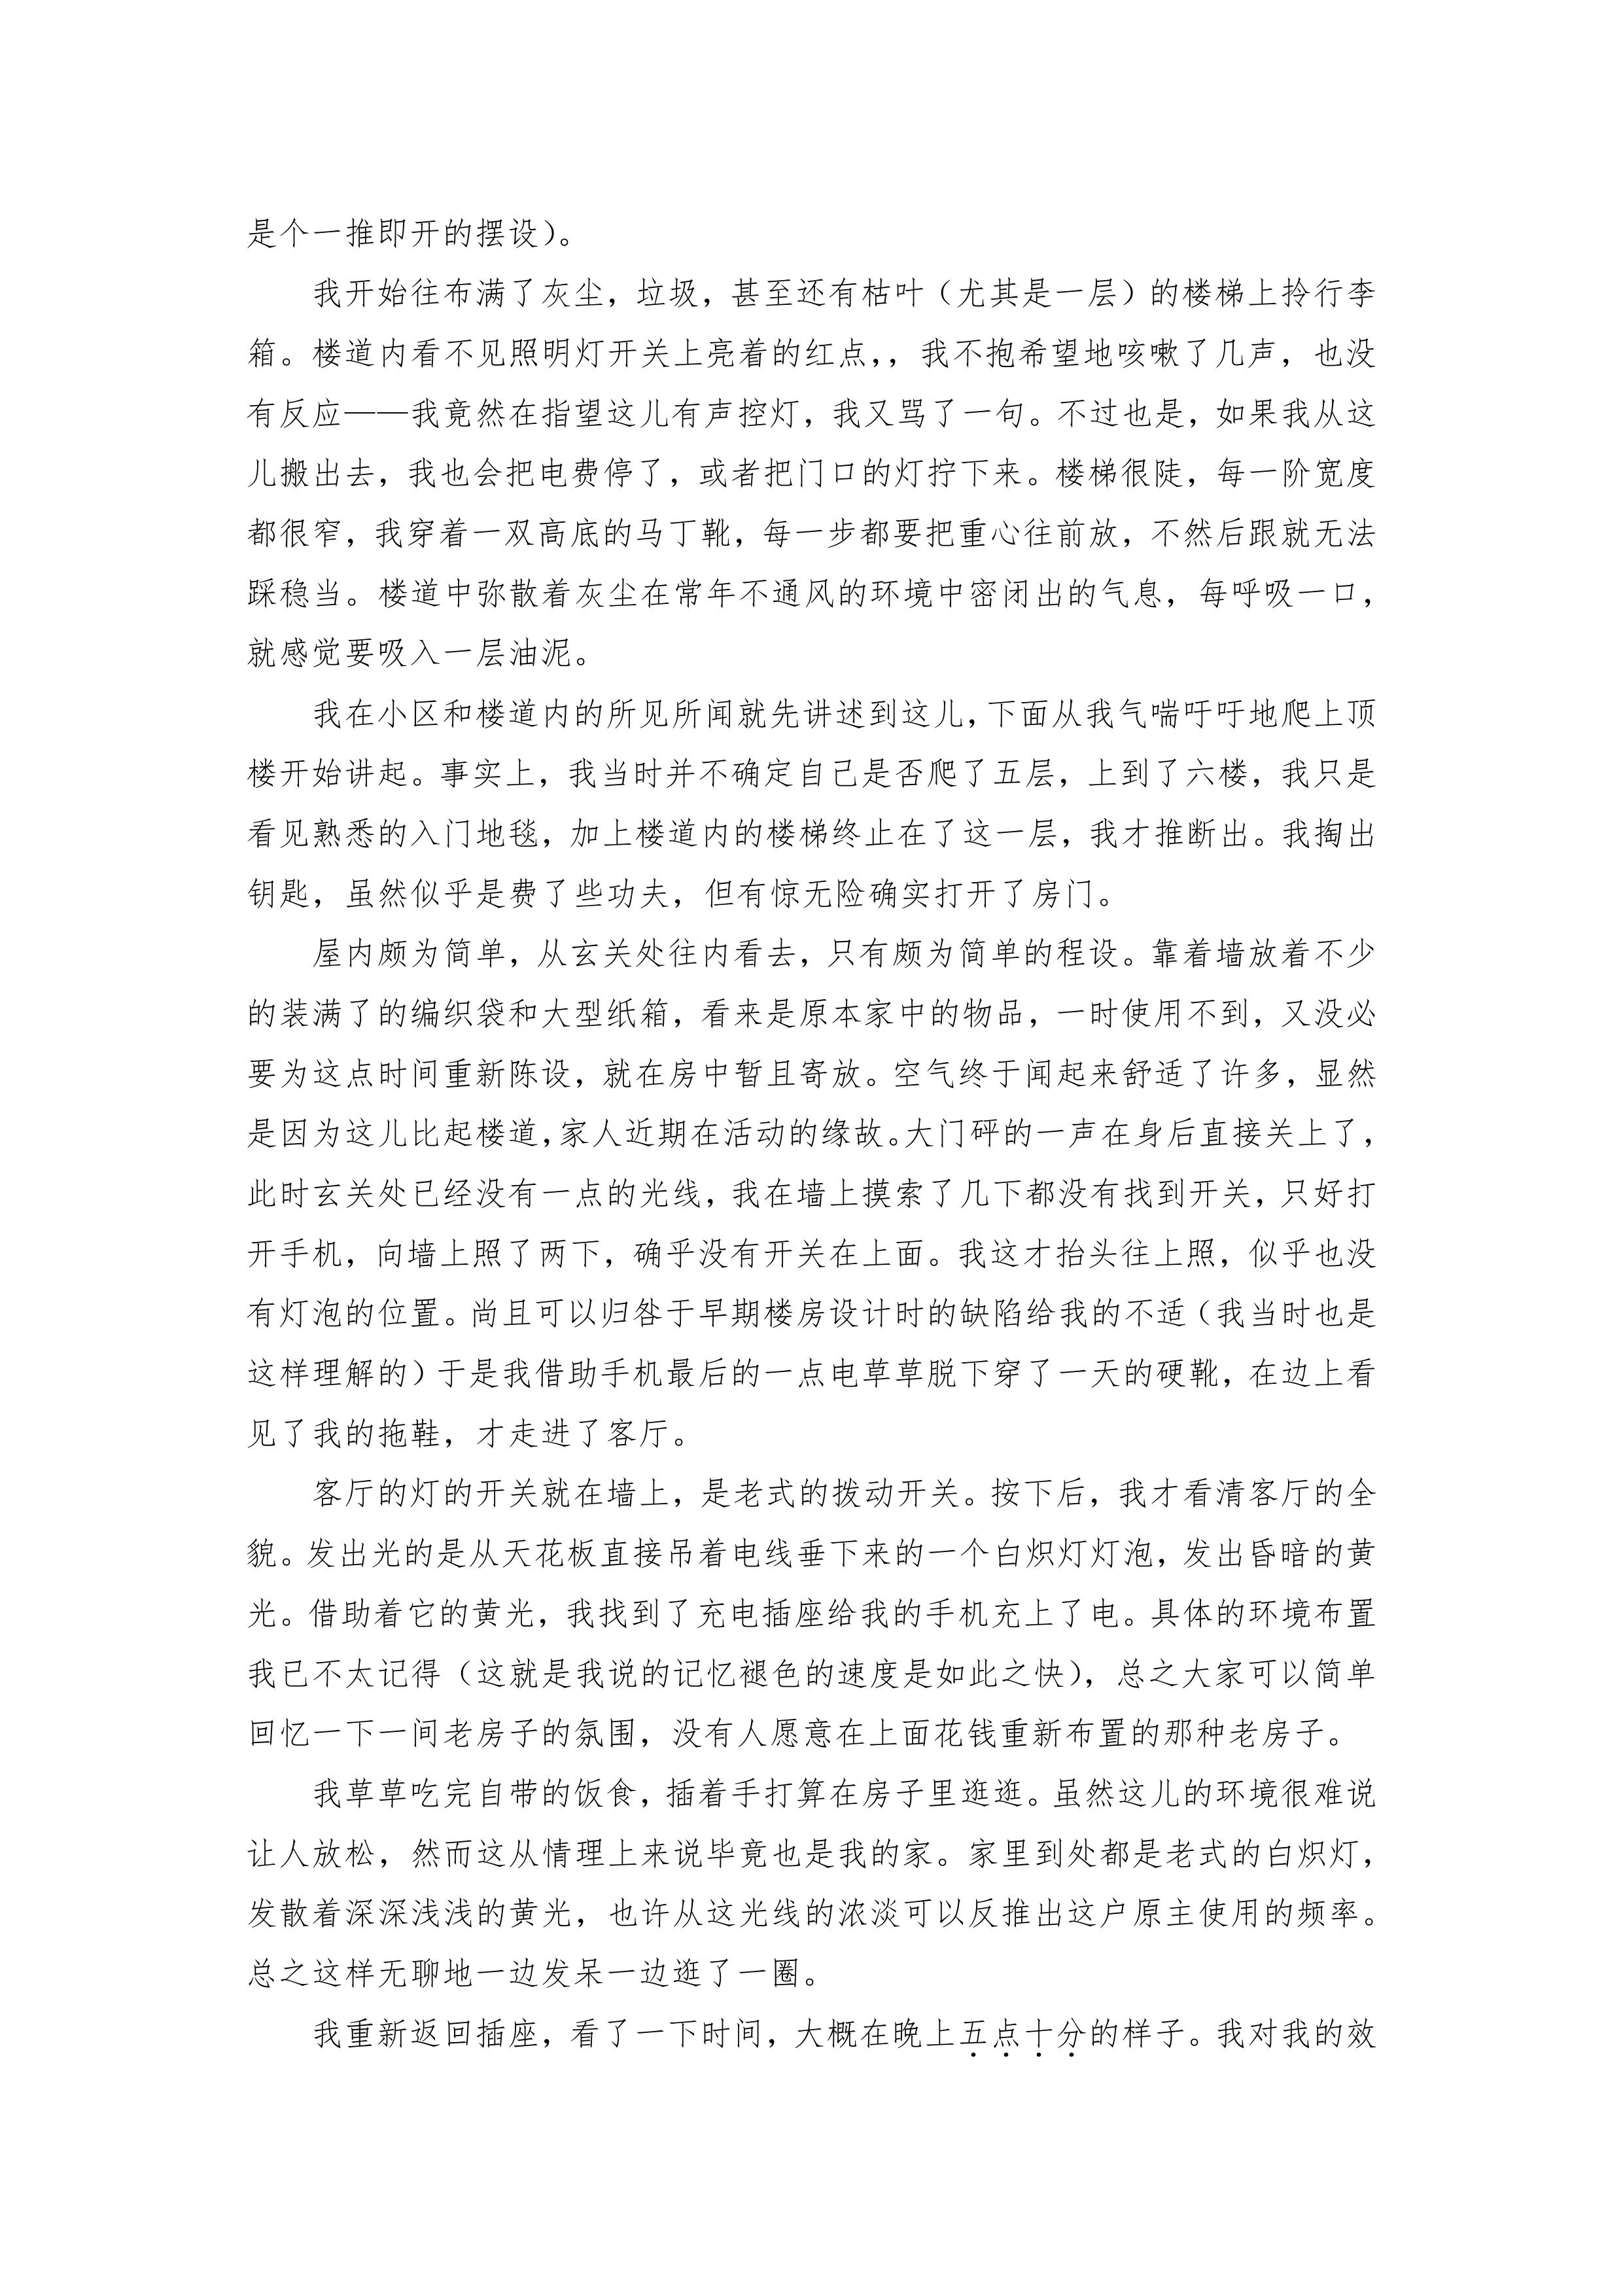 是个一推即开的摆设）。
我开始往布满了灰尘，垃圾，甚至还有枯叶（尤其是一层）的楼梯上拎行李
箱。楼道内看不见照明灯开关上亮着的红点，，我不抱希望地咳嗽了几声，也没
有反应——我竟然在指望这儿有声控灯，我又骂了一句。不过也是，如果我从这
儿搬出去，我也会把电费停了，或者把门口的灯拧下来。楼梯很陡，每一阶宽度
都很窄，我穿着一双高底的马丁靴，每一步都要把重心往前放，不然后跟就无法
踩稳当。楼道中弥散着灰尘在常年不通风的环境中密闭出的气息，每呼吸一口，
就感觉要吸入一层油泥。
我在小区和楼道内的所见所闻就先讲述到这儿，下面从我气喘吁吁地爬上顶
楼开始讲起。事实上，我当时并不确定自己是否爬了五层，上到了六楼，我只是
看见熟悉的入门地毯，加上楼道内的楼梯终止在了这一层，我才推断出。我掏出
钥匙，虽然似乎是费了些功夫，但有惊无险确实打开了房门。
屋内颇为简单，从玄关处往内看去，只有颇为简单的程设。靠着墙放着不少
的装满了的编织袋和大型纸箱，看来是原本家中的物品，一时使用不到，又没必
要为这点时间重新陈设，就在房中暂且寄放。空气终于闻起来舒适了许多，显然
是因为这儿比起楼道，家人近期在活动的缘故。大门砰的一声在身后直接关上了，
此时玄关处已经没有一点的光线，我在墙上摸索了几下都没有找到开关，只好打
开手机，向墙上照了两下，确乎没有开关在上面。我这才抬头往上照，似乎也没
有灯泡的位置。尚且可以归咎于早期楼房设计时的缺陷给我的不适（我当时也是
这样理解的）于是我借助手机最后的一点电草草脱下穿了一天的硬靴，在边上看
见了我的拖鞋，才走进了客厅。
客厅的灯的开关就在墙上，是老式的拨动开关。按下后，我才看清客厅的全
貌。发出光的是从天花板直接吊着电线垂下来的一个白炽灯灯泡，发出昏暗的黄
光。借助着它的黄光，我找到了充电插座给我的手机充上了电。具体的环境布置
我已不太记得（这就是我说的记忆褪色的速度是如此之快），总之大家可以简单
回忆一下一间老房子的氛围，没有人愿意在上面花钱重新布置的那种老房子。
我草草吃完自带的饭食，插着手打算在房子里逛逛。虽然这儿的环境很难说
让人放松，然而这从情理上来说毕竟也是我的家。家里到处都是老式的白炽灯，
发散着深深浅浅的黄光，也许从这光线的浓淡可以反推出这户原主使用的频率。
总之这样无聊地一边发呆一边逛了一圈。
我重新返回插座，看了一下时间，大概在晚上五点十分的样子。我对我的效